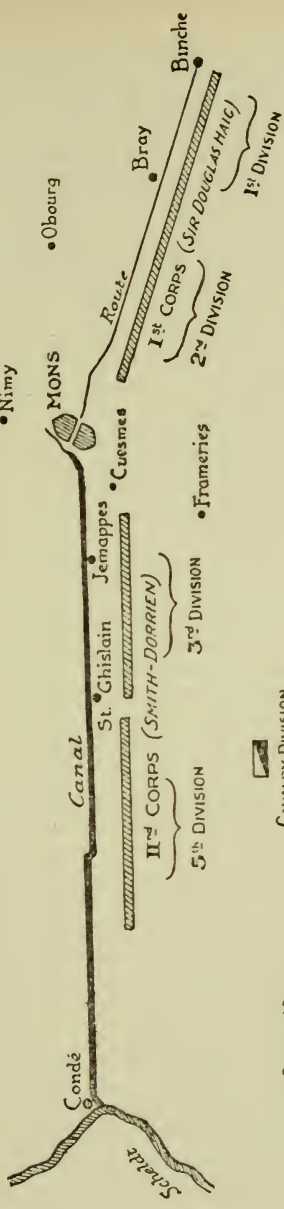 Nimy
Obourg
MONS
Binche
Bray
Route
1st CORPS (SIR DOUGLAS HAIG)
1st DIVISION
2nd DIVISION
Cuesmes
Frameries
Jemappes
St. Ghislain
Canal
Condé
Scheldt
IInd CORPS (SMITH-DORRIEN)
3rd DIVISION
5th DIVISION
CAVALRY DIVISION